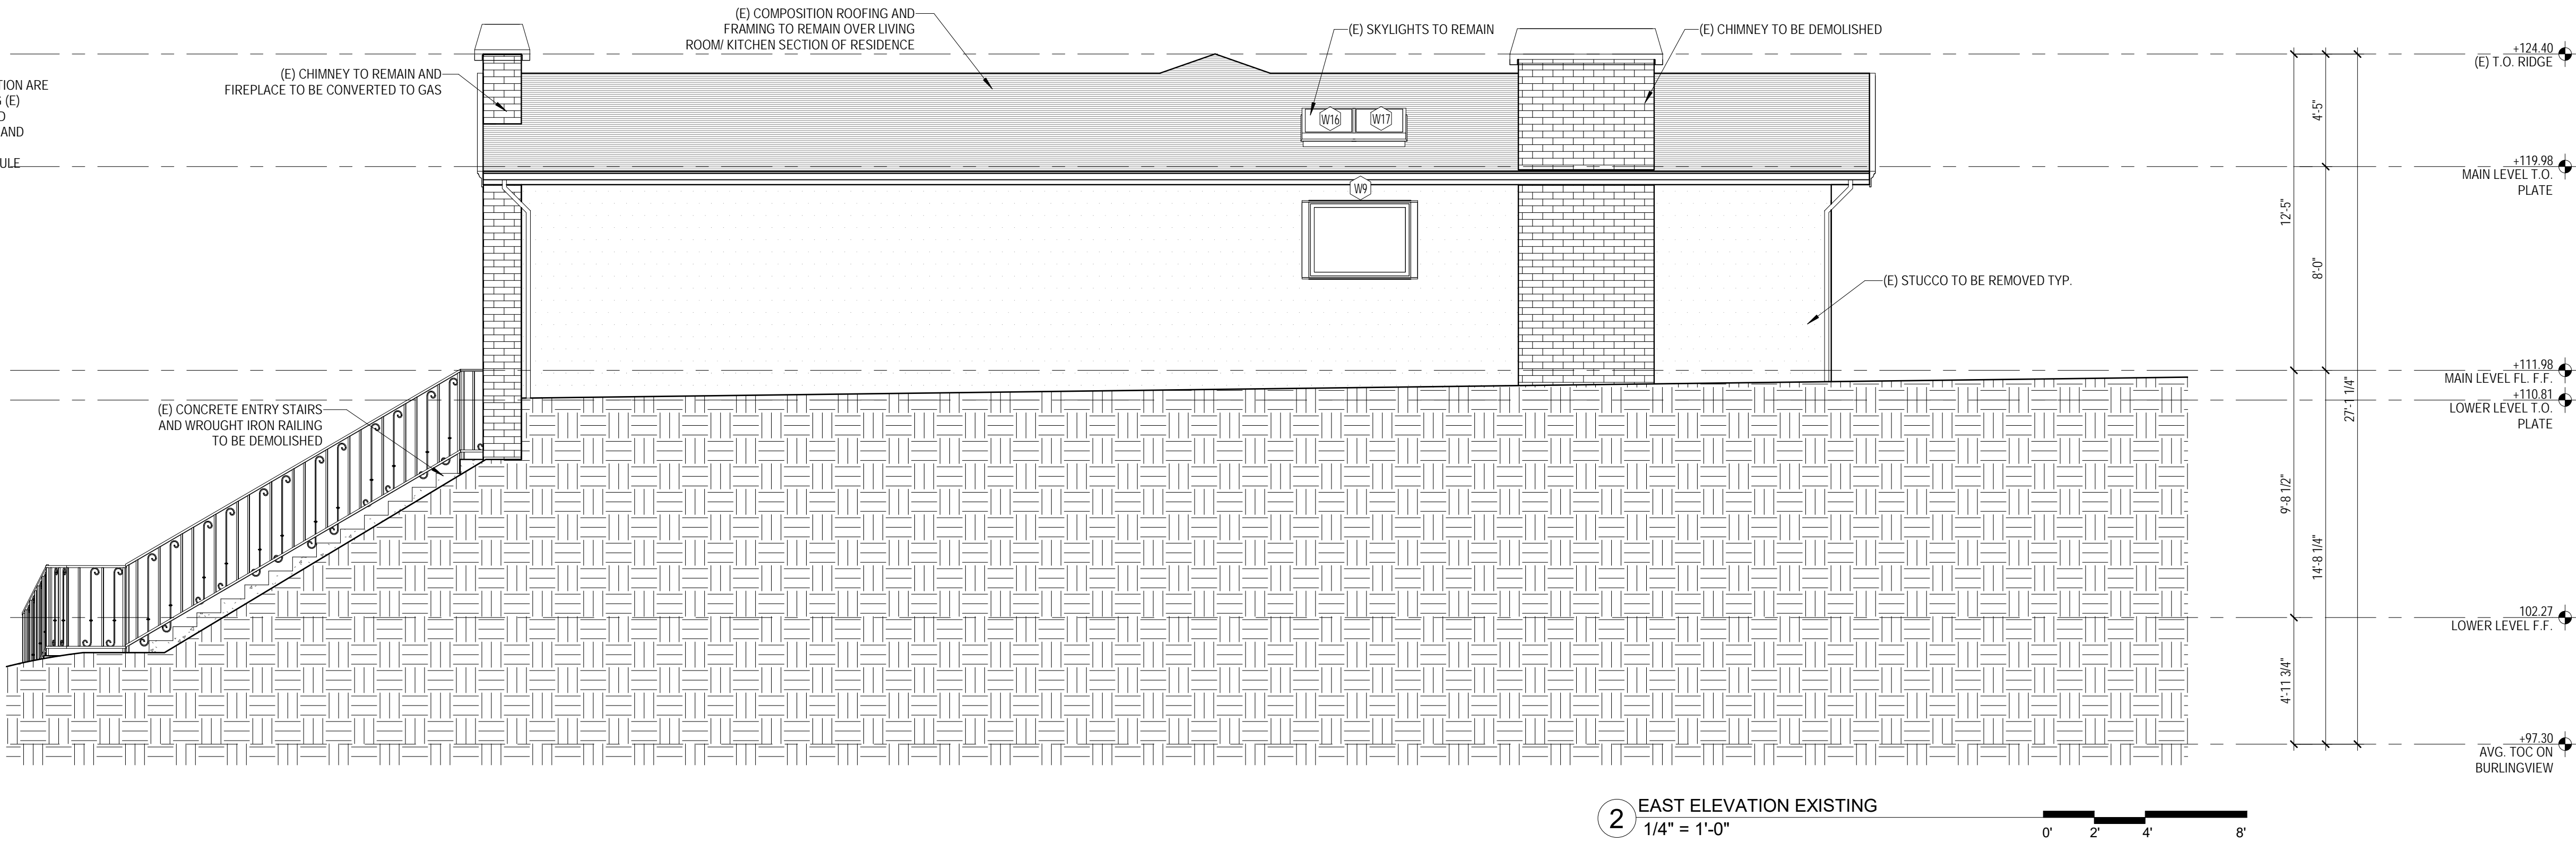 (E) COMPOSITION ROOFING AND
FRAMING TO REMAIN OVER LIVING
ROOM/ KITCHEN SECTION OF RESIDENCE
(E) SKYLIGHTS TO REMAIN
(E) CHIMNEY TO BE DEMOLISHED
(E) CHIMNEY TO REMAIN AND
FIREPLACE TO BE CONVERTED TO GAS
TION ARE
(E)
AND
ULE
W16
W17
W9
(E) STUCCO TO BE REMOVED TYP.
(E) CONCRETE ENTRY STAIRS
AND WROUGHT IRON RAILING
TO BE DEMOLISHED
12'-5"
9'-8 1/2"
4'-11 3/4"
4'-5"
8'-0"
14'-8 1/4"
27'-1 1/4"
+124.40
(E) T.O. RIDGE
+119.98
MAIN LEVEL T.O.
PLATE
+111.98
MAIN LEVEL FL. F.F.
+110.81
LOWER LEVEL T.O.
PLATE
102.27
LOWER LEVEL F.F.
+97.30
AVG. TOC ON
BURLINGVIEW
2
EAST ELEVATION EXISTING
1/4" = 1'-0"
0' 2' 4' 8'